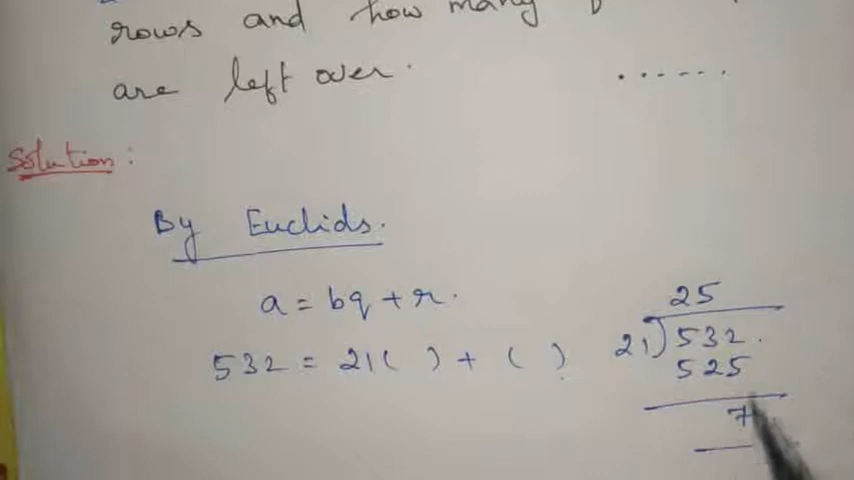 rows and how many
are left over.
......
Solution:
By Euclids.
a = bq + r.
532 = 21( ) + ( )
25
21)532.
525
7